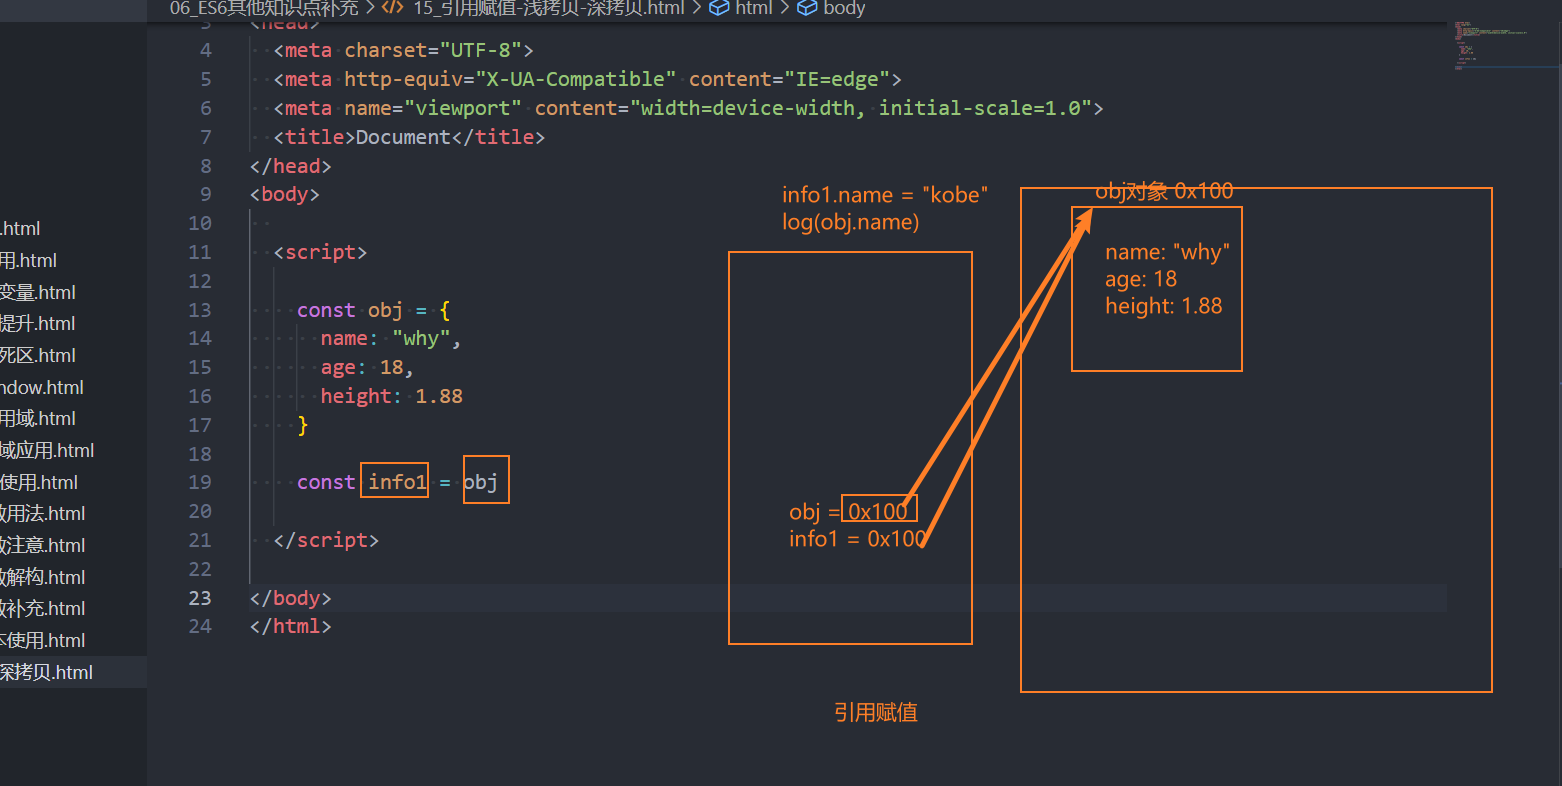 06_ES6其他知识点补充 > 15_引用赋值-浅拷贝-深拷贝.html > html > body
3 <head>
4 <meta charset="UTF-8">
5 <meta http-equiv="X-UA-Compatible" content="IE=edge">
6 <meta name="viewport" content="width=device-width, initial-scale=1.0">
7 <title>Document</title>
8 </head>
9 <body>
10
11 <script>
12
13 const obj = {
14 name: "why",
15 age: 18,
16 height: 1.88
17 }
18
19 const info1 = obj
20
21 </script>
22
23 </body>
24 </html>
.html
用.html
变量.html
提升.html
死区.html
ndow.html
用域.html
域应用.html
使用.html
用法.html
注意.html
解构.html
补充.html
本使用.html
深拷贝.html
info1.name = "kobe"
log(obj.name)
obj = 0x100
info1 = 0x100
obj对象 0x100
name: "why"
age: 18
height: 1.88
引用赋值